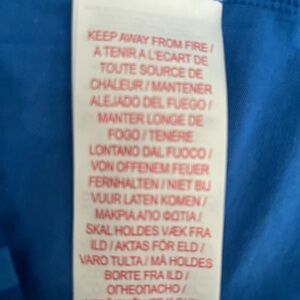 KEEP AWAY FROM FIRE /
A TENIR A L'ECART DE
TOUTE SOURCE DE
CHALEUR / MANTENER
ALEJADO DEL FUEGO /
MANTER LONGE DE
FOGO / TENERE
LONTANO DAL FUOCO /
VON OFFENEM FEUER
FERNHALTEN / NIET BIJ
VUUR LATEN KOMEN /
ΜΑΚΡΙΑ ΑΠΟ ΦΩΤΙΑ /
SKAL HOLDES VÆK FRA
ILD / AKTAS FÖR ELD /
VARO TULTA / MÅ HOLDES
BORTE FRA ILD /
ОГНЕОПАСНО /